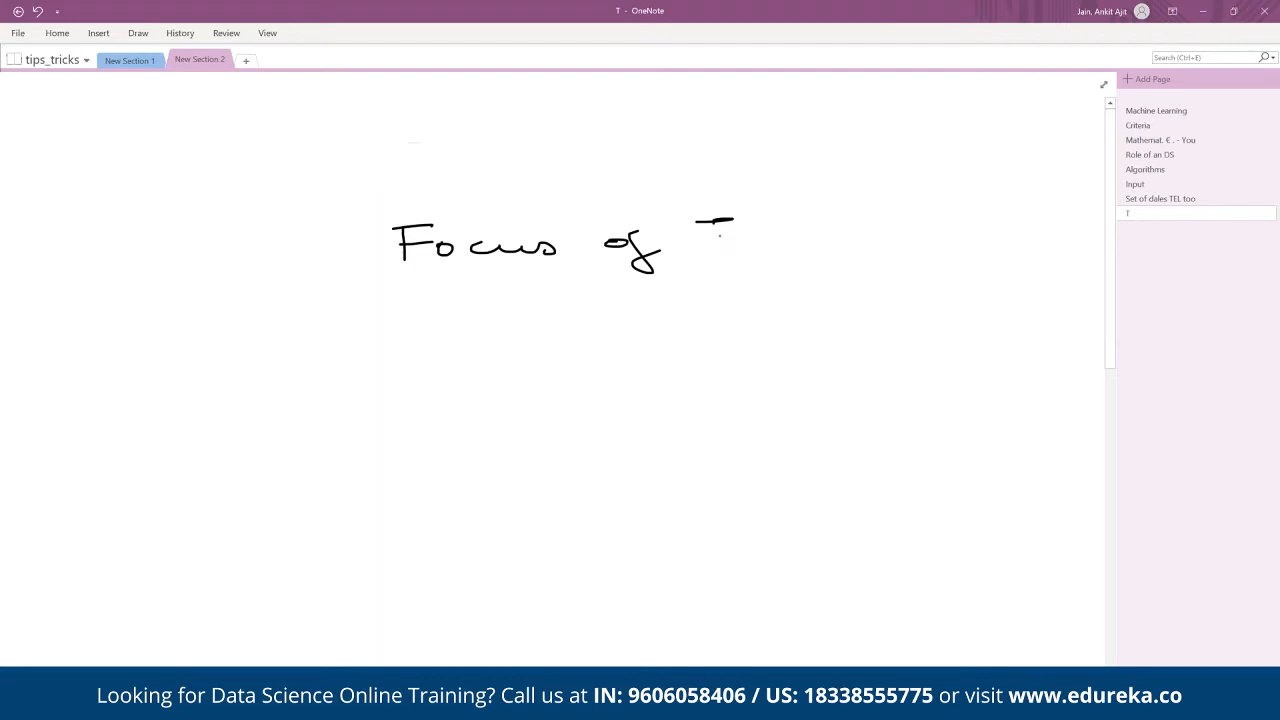 T - OneNote
Jain, Ankit Ajit
File Home Insert Draw History Review View
tips_tricks New Section 1 New Section 2 +
Search (Ctrl+E)
Add Page
Machine Learning
Criteria
Mathemat. € . - You
Role of an DS
Algorithms
Input
Set of dales TEL too
T
Focus of
Looking for Data Science Online Training? Call us at IN: 9606058406 / US: 18338555775 or visit www.edureka.co